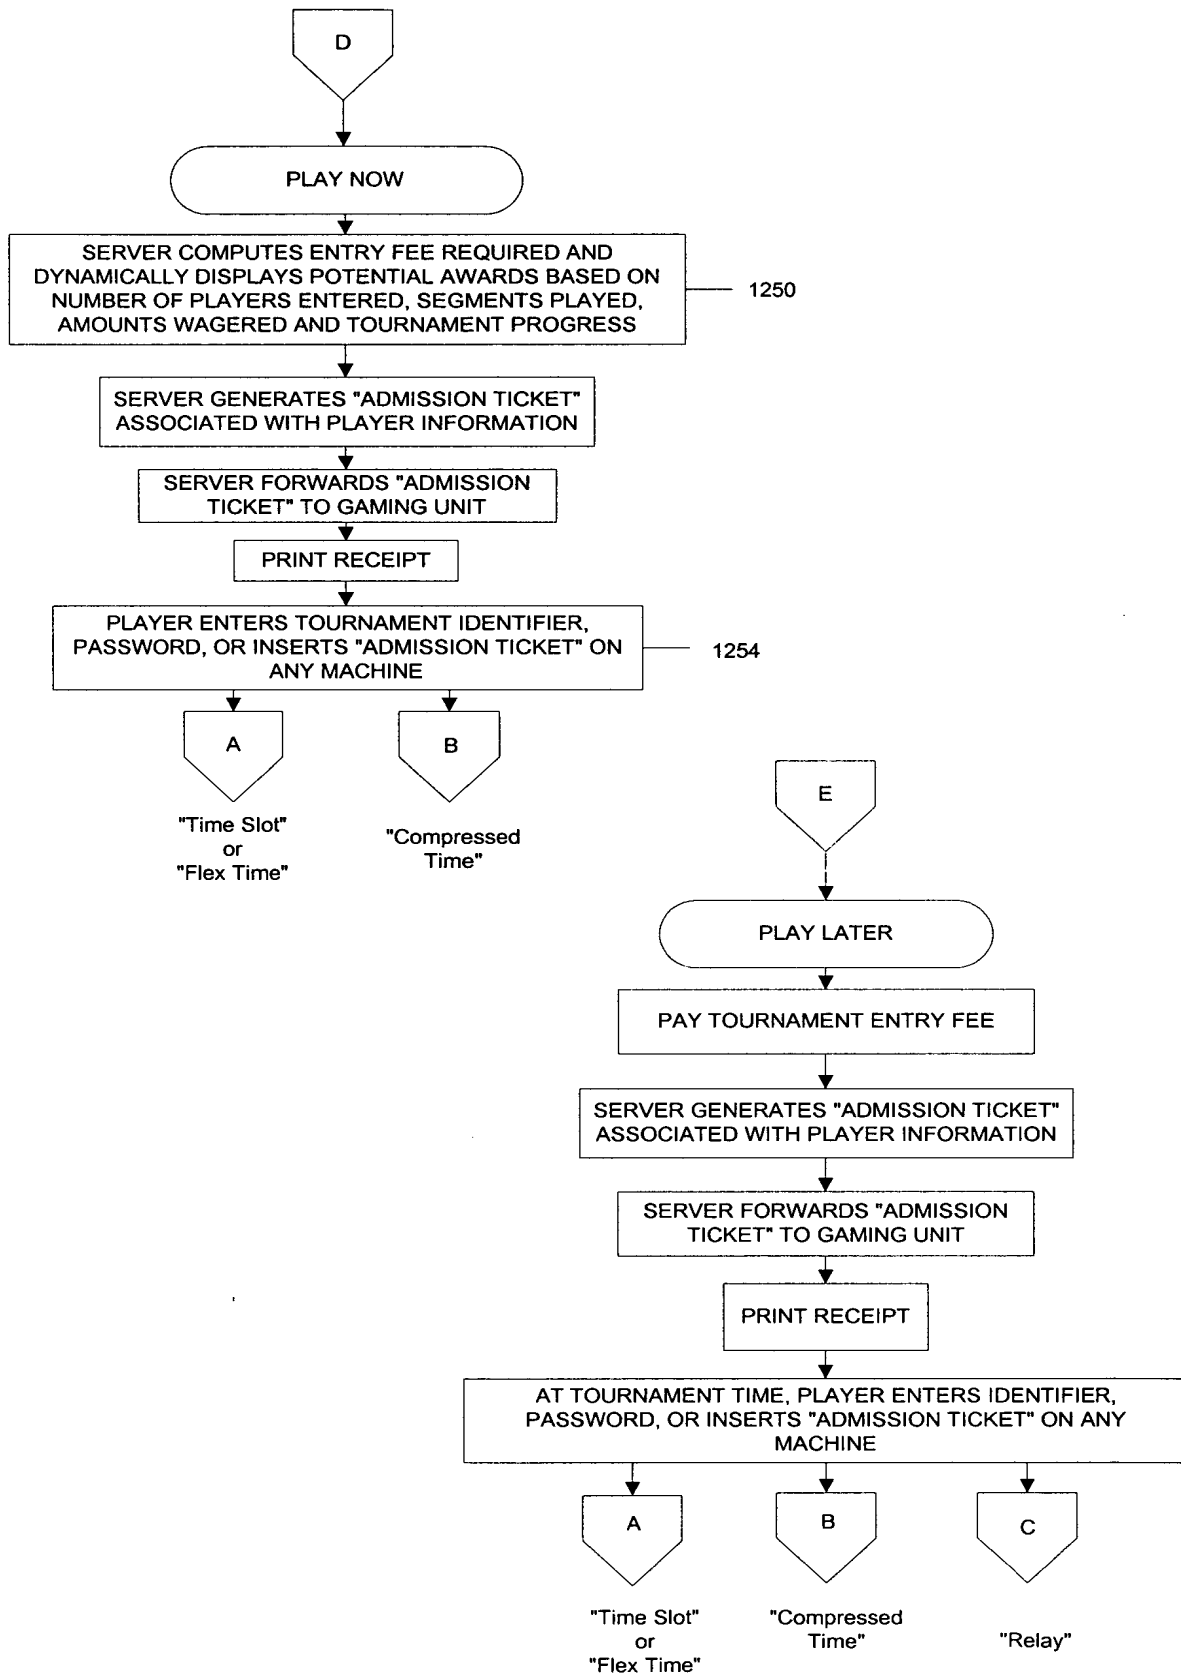 D
PLAY NOW
SERVER COMPUTES ENTRY FEE REQUIRED AND
DYNAMICALLY DISPLAYS POTENTIAL AWARDS BASED ON
NUMBER OF PLAYERS ENTERED, SEGMENTS PLAYED,
AMOUNTS WAGERED AND TOURNAMENT PROGRESS
1250
SERVER GENERATES "ADMISSION TICKET"
ASSOCIATED WITH PLAYER INFORMATION
SERVER FORWARDS "ADMISSION
TICKET" TO GAMING UNIT
PRINT RECEIPT
PLAYER ENTERS TOURNAMENT IDENTIFIER,
PASSWORD, OR INSERTS "ADMISSION TICKET" ON
ANY MACHINE
1254
A
B
"Time Slot"
or
"Flex Time"
"Compressed
Time"
E
PLAY LATER
PAY TOURNAMENT ENTRY FEE
SERVER GENERATES "ADMISSION TICKET"
ASSOCIATED WITH PLAYER INFORMATION
SERVER FORWARDS "ADMISSION
TICKET" TO GAMING UNIT
PRINT RECEIPT
AT TOURNAMENT TIME, PLAYER ENTERS IDENTIFIER,
PASSWORD, OR INSERTS "ADMISSION TICKET" ON ANY
MACHINE
A
B
C
"Time Slot"
or
"Flex Time"
"Compressed
Time"
"Relay"